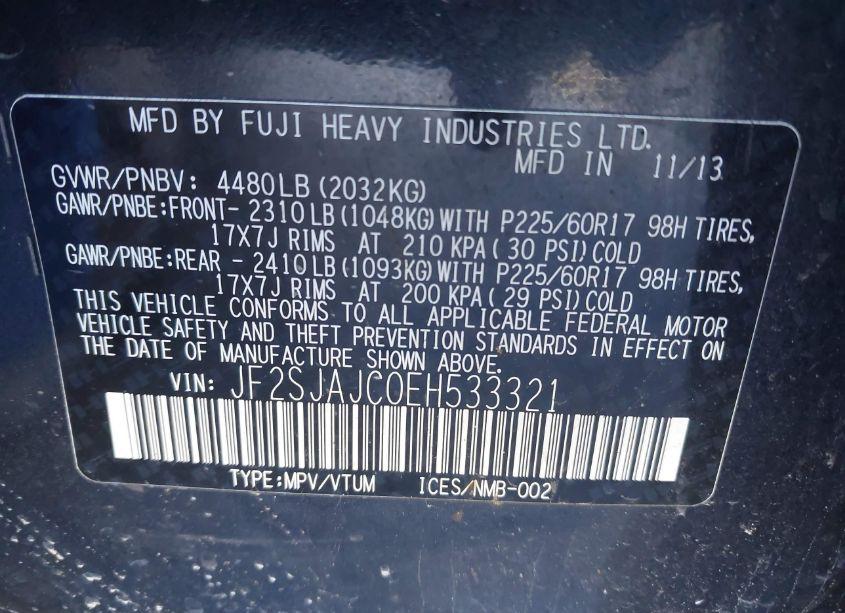 MFD BY FUJI HEAVY INDUSTRIES LTD.
MFD IN 11/13
GVWR/PNBV: 4480LB(2032KG)
GAWR/PNBE:FRONT- 2310LB(1048KG)WITH P225/60R17 98H TIRES,
17X7J RIMS AT 210 KPA(30 PSI)COLD
GAWR/PNBE:REAR - 2410LB(1093KG)WITH P225/60R17 98H TIRES,
17X7J RIMS AT 200 KPA(29 PSI)COLD
THIS VEHICLE CONFORMS TO ALL APPLICABLE FEDERAL MOTOR
VEHICLE SAFETY AND THEFT PREVENTION STANDARDS IN EFFECT ON
THE DATE OF MANUFACTURE SHOWN ABOVE.
VIN: JF2SJAJC0EH533321
TYPE:MPV/VTUM ICES/NMB-002